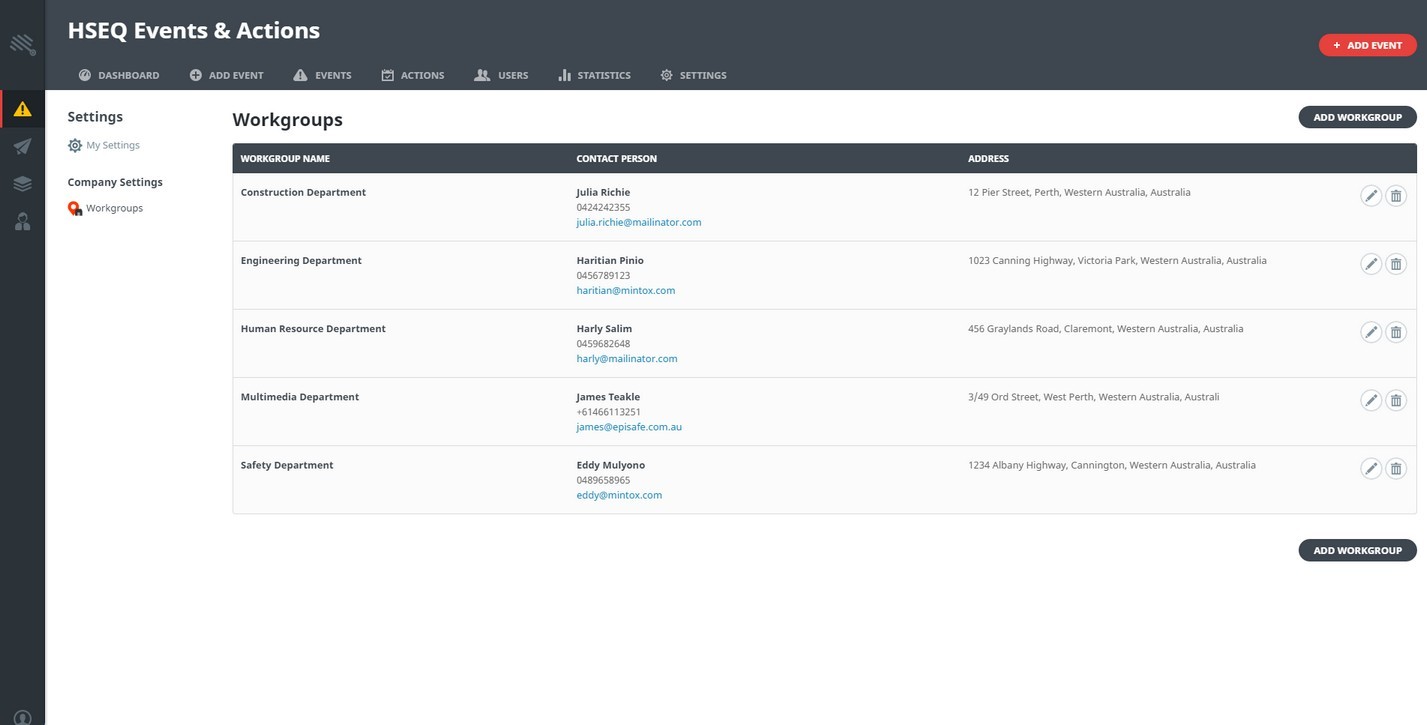 HSEQ Events & Actions
+ ADD EVENT
DASHBOARD ADD EVENT EVENTS ACTIONS USERS STATISTICS SETTINGS
Settings
My Settings
Company Settings
Workgroups
Workgroups
ADD WORKGROUP
WORKGROUP NAME CONTACT PERSON ADDRESS
Construction Department Julia Richie 12 Pier Street, Perth, Western Australia, Australia
0424242355
julia.richie@mailinator.com
Engineering Department Haritian Pinio 1023 Canning Highway, Victoria Park, Western Australia, Australia
0456789123
haritian@mintox.com
Human Resource Department Harly Salim 456 Graylands Road, Claremont, Western Australia, Australia
0459682648
harly@mailinator.com
Multimedia Department James Teakle 3/49 Ord Street, West Perth, Western Australia, Australi
+61466113251
james@episafe.com.au
Safety Department Eddy Mulyono 1234 Albany Highway, Cannington, Western Australia, Australia
0489658965
eddy@mintox.com
ADD WORKGROUP